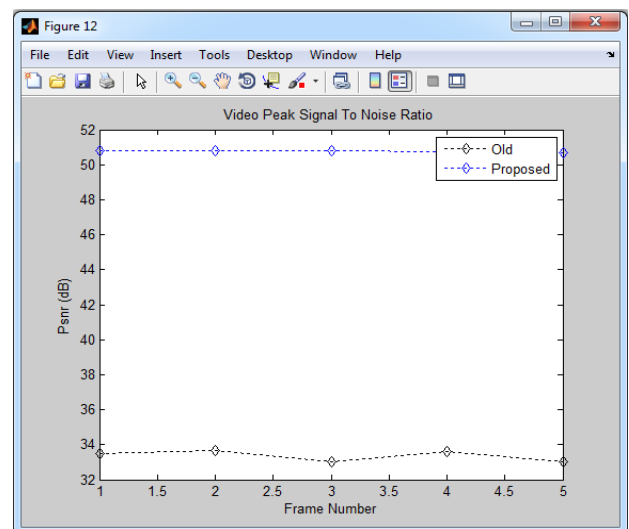 Figure 12
File Edit View Insert Tools Desktop Window Help
Video Peak Signal To Noise Ratio
52
50
48
46
44
42
40
38
36
34
32
Psnr (dB)
Old
Proposed
1 1.5 2 2.5 3 3.5 4 4.5 5
Frame Number